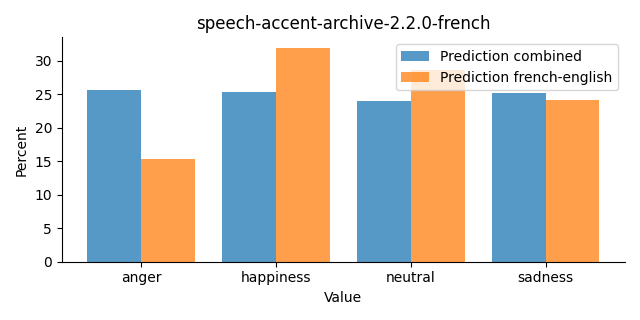 speech-accent-archive-2.2.0-french
Prediction combined
Prediction french-english
Percent
30
25
20
15
10
5
0
anger happiness neutral sadness
Value